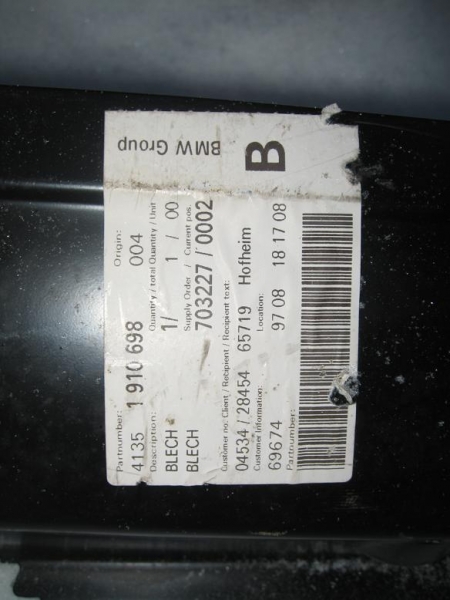 BMW Group
B
Partnumber: Origin:
4135 1 910 698 004
Description: Quantity / total Quantity / Unit
BLECH 1/ 1 / 00
Supply Order / Current pos.
BLECH 703227 / 0002
Customer no: Client / Recipient / Recipient text:
04534 / 28454 65719 Hofheim
Customer Information: Location:
69674 97 08 18 17 08
Partnumber: